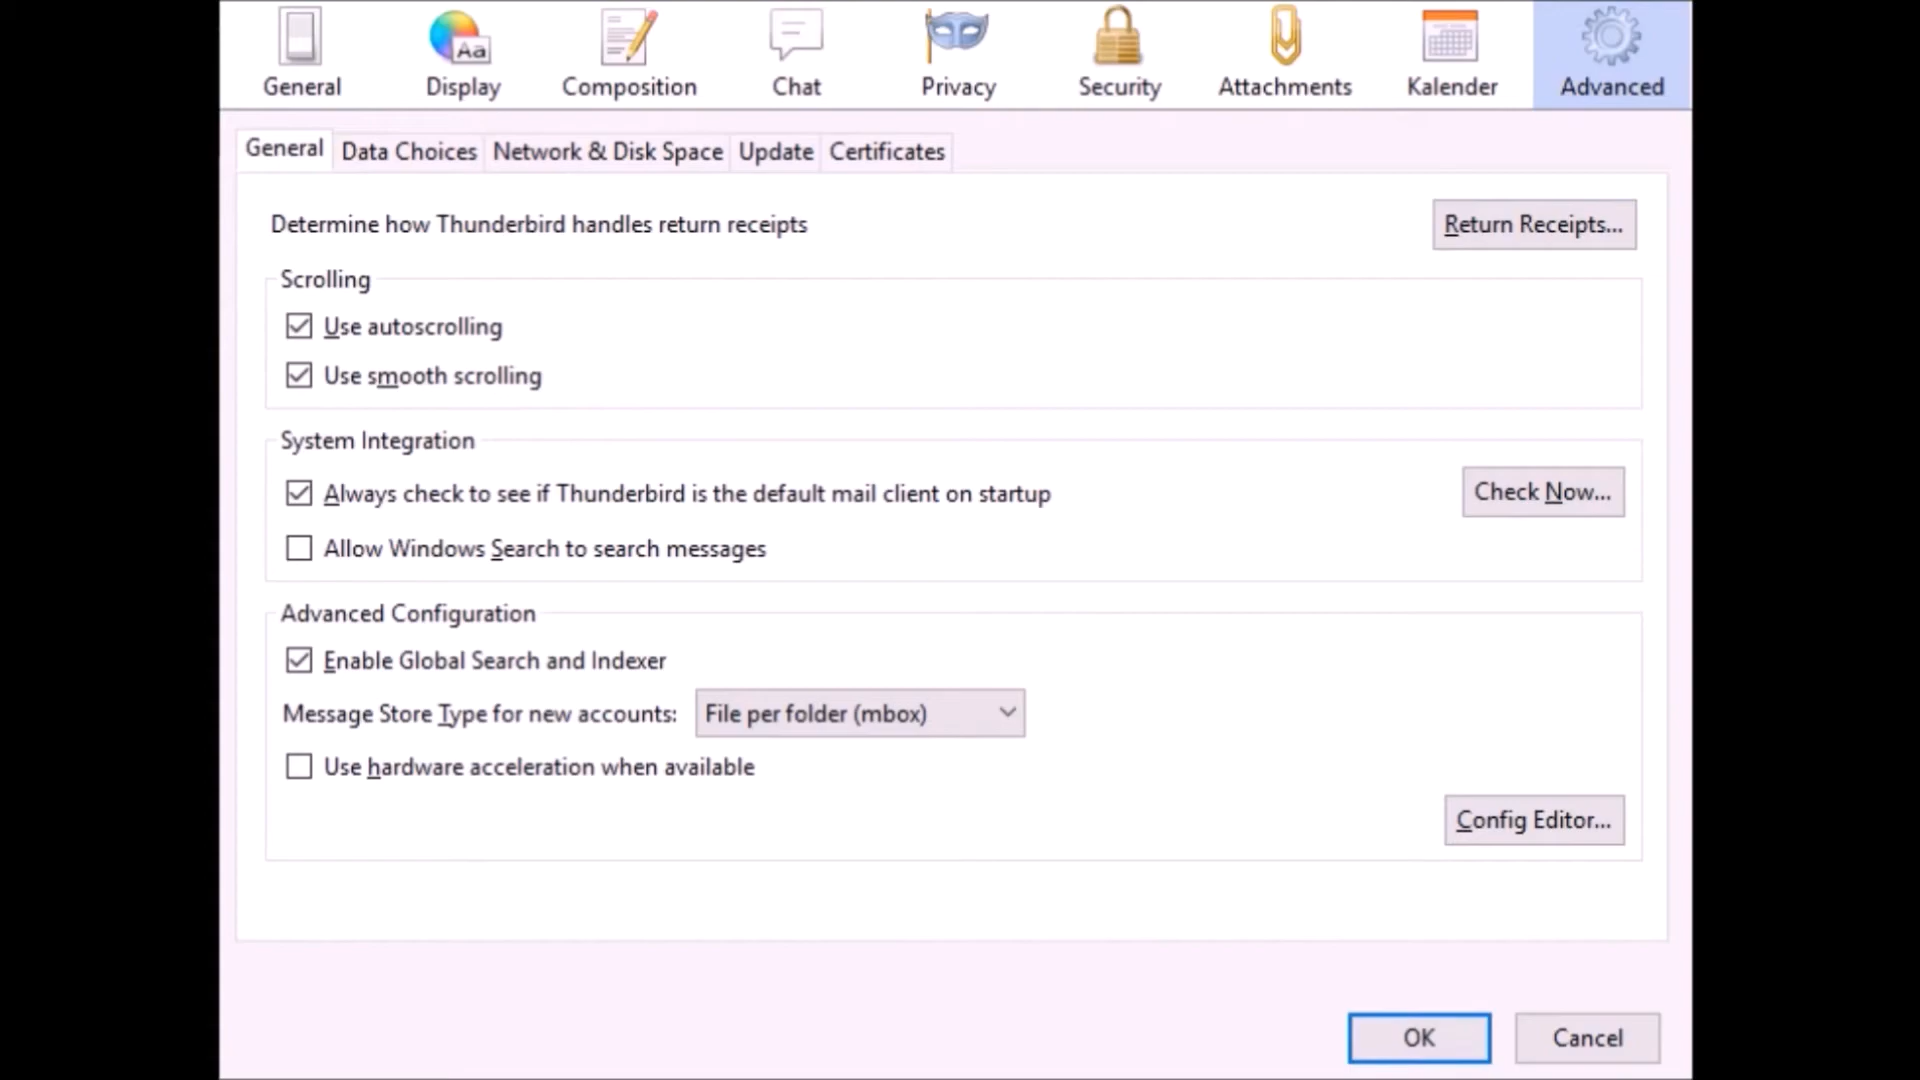 Aa
General Display Composition Chat Privacy Security Attachments Kalender Advanced
General Data Choices Network & Disk Space Update Certificates
Determine how Thunderbird handles return receipts Return Receipts...
Scrolling
Use autoscrolling
Use smooth scrolling
System Integration
Always check to see if Thunderbird is the default mail client on startup Check Now...
Allow Windows Search to search messages
Advanced Configuration
Enable Global Search and Indexer
Message Store Type for new accounts: File per folder (mbox)
Use hardware acceleration when available
Config Editor...
OK Cancel